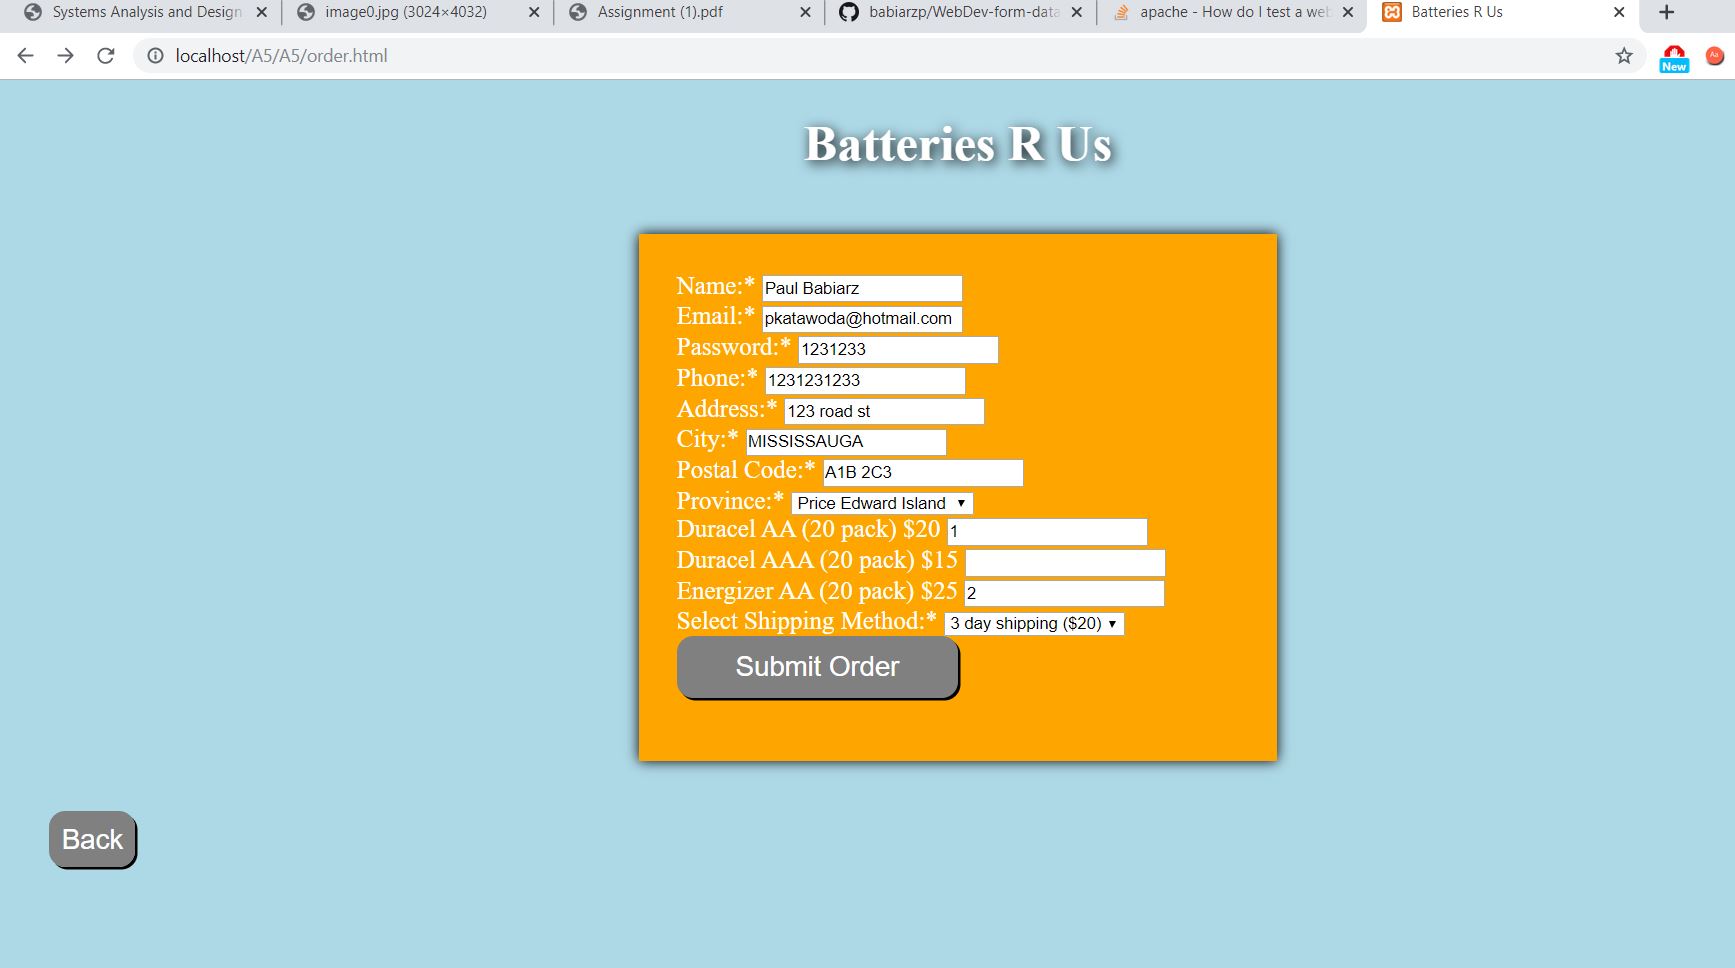 Systems Analysis and Design
image0.jpg (3024×4032)
Assignment (1).pdf
babiarzp/WebDev-form-data
apache - How do I test a web
Batteries R Us
localhost/A5/A5/order.html
New
Aa
Batteries R Us
Name:* Paul Babiarz
Email:* pkatawoda@hotmail.com
Password:* 1231233
Phone:* 1231231233
Address:* 123 road st
City:* MISSISSAUGA
Postal Code:* A1B 2C3
Province:* Price Edward Island
Duracel AA (20 pack) $20 1
Duracel AAA (20 pack) $15
Energizer AA (20 pack) $25 2
Select Shipping Method:* 3 day shipping ($20)
Submit Order
Back